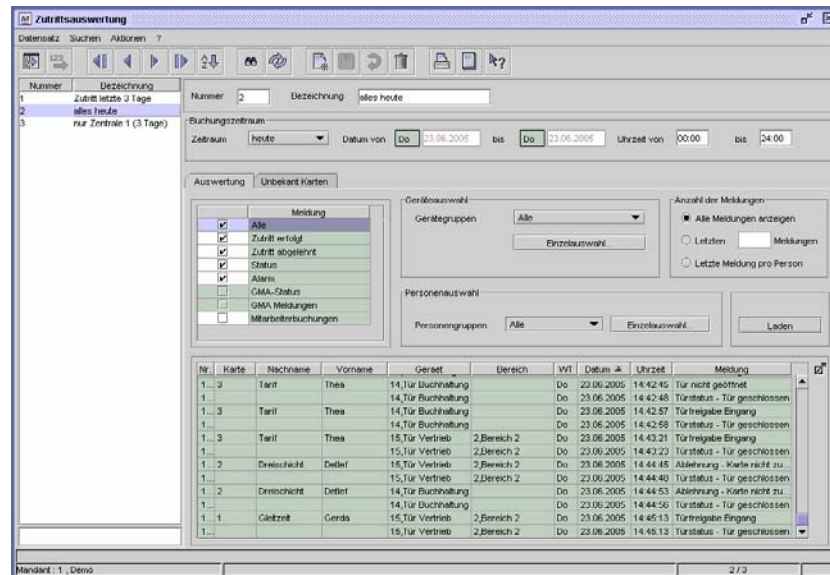 Zutrittsauswertung
Datensatz Suchen Aktionen ?
Nummer Bezeichnung
1 Zutritt letzte 3 Tage
2 alles heute
3 nur Zentrale 1 (3 Tage)
Nummer 2 Bezeichnung alles heute
Buchungszeitraum
Zeitraum heute Datum von Do 23.06.2005 bis Do 23.06.2005 Uhrzeit von 00:00 bis 24:00
Auswertung Unbekant Karten
Meldung
Alle
Zutritt erfolgt
Zutritt abgelehnt
Status
Alarm
GMA-Status
GMA Meldungen
Mitarbeiterbuchungen
Geräteauswahl
Gerätegruppen Alle
Einzelauswahl...
Anzahl der Meldungen
Alle Meldungen anzeigen
Letzten Meldungen
Letzte Meldung pro Person
Personenauswahl
Personengruppen Alle Einzelauswahl...
Laden
Nr. Karte Nachname Vorname Geraet Bereich WT Datum Uhrzeit Meldung
1... 3 Tarif Thea 14,Tür Buchhaltung Do 23.06.2005 14:42:45 Tür nicht geöffnet
1... 14,Tür Buchhaltung Do 23.06.2005 14:42:48 Türstatus - Tür geschlossen
1... 3 Tarif Thea 14,Tür Buchhaltung Do 23.06.2005 14:42:57 Türfreigabe Eingang
1... 14,Tür Buchhaltung Do 23.06.2005 14:42:58 Türstatus - Tür geschlossen
1... 3 Tarif Thea 15,Tür Vertrieb 2,Bereich 2 Do 23.06.2005 14:43:21 Türfreigabe Eingang
1... 15,Tür Vertrieb 2,Bereich 2 Do 23.06.2005 14:43:23 Türstatus - Tür geschlossen
1... 2 Dreischicht Detlef 15,Tür Vertrieb 2,Bereich 2 Do 23.06.2005 14:44:45 Ablehnung - Karte nicht zu...
1... 15,Tür Vertrieb 2,Bereich 2 Do 23.06.2005 14:44:48 Türstatus - Tür geschlossen
1... 2 Dreischicht Detlef 14,Tür Buchhaltung Do 23.06.2005 14:44:53 Ablehnung - Karte nicht zu...
1... 14,Tür Buchhaltung Do 23.06.2005 14:44:56 Türstatus - Tür geschlossen
1... 1 Gleitzeit Gerda 15,Tür Vertrieb 2,Bereich 2 Do 23.06.2005 14:45:13 Türfreigabe Eingang
1... 15,Tür Vertrieb 2,Bereich 2 Do 23.06.2005 14:45:13 Türstatus - Tür geschlossen
Mandant : 1 , Demo 2 / 3